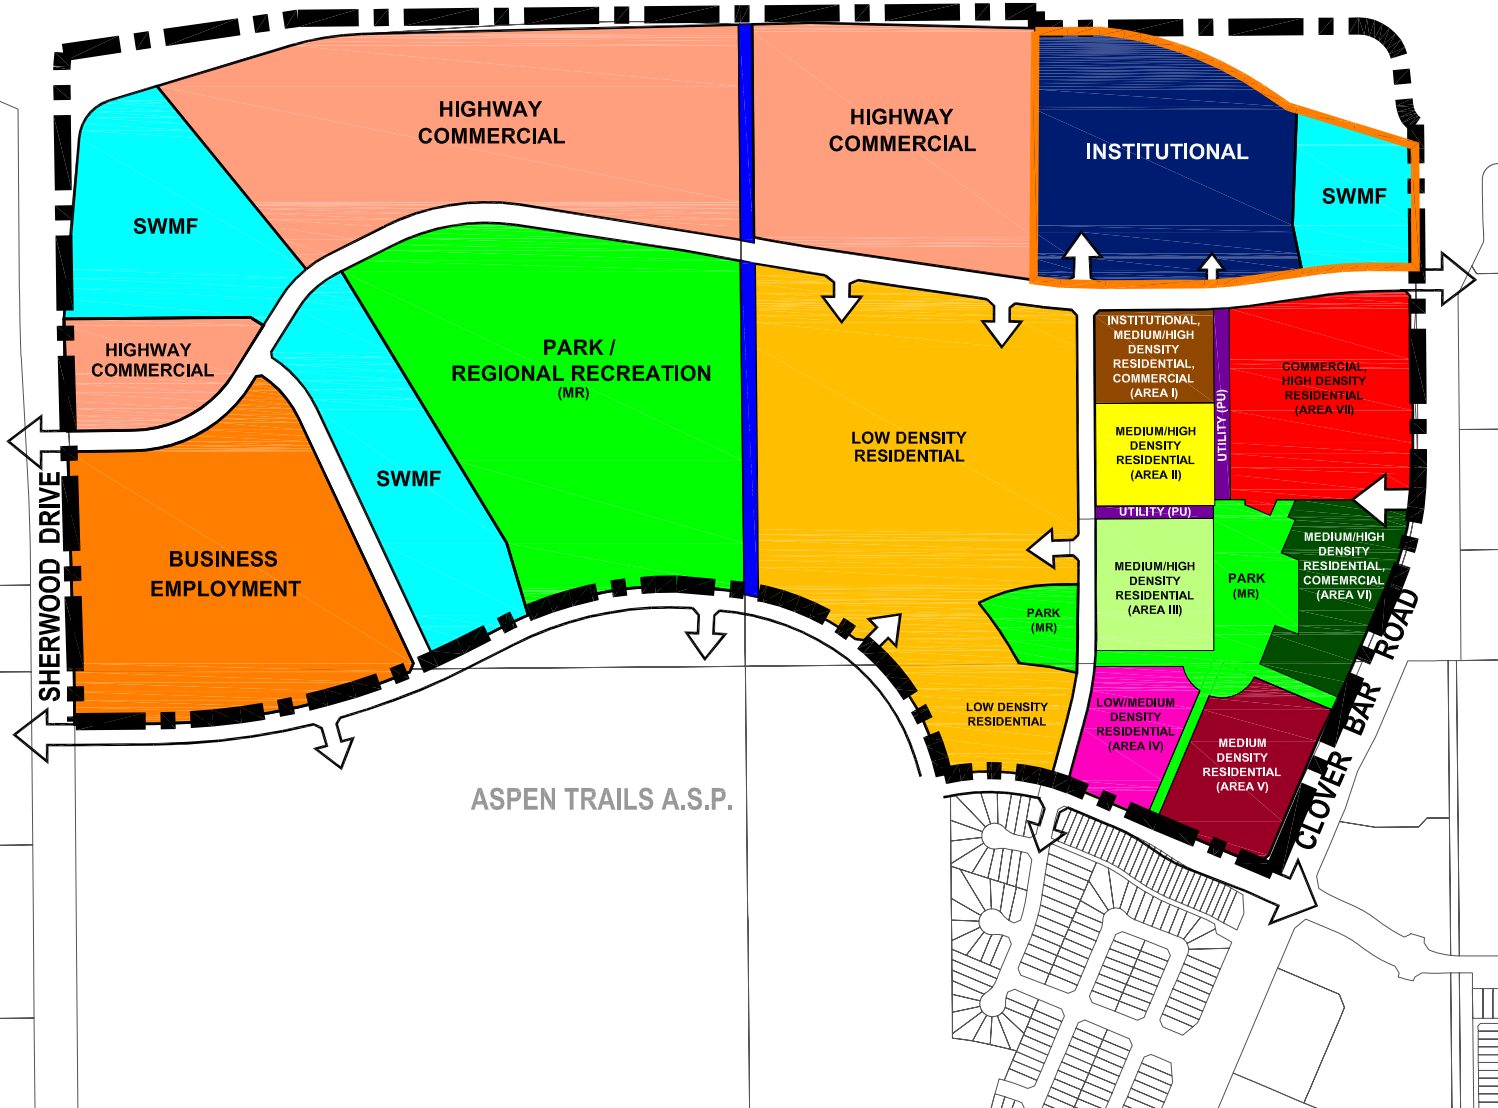 HIGHWAY
COMMERCIAL
HIGHWAY
COMMERCIAL
INSTITUTIONAL
SWMF
SWMF
HIGHWAY
COMMERCIAL
PARK /
REGIONAL RECREATION
(MR)
INSTITUTIONAL,
MEDIUM/HIGH
DENSITY
RESIDENTIAL,
COMMERCIAL
(AREA I)
UTILITY (PU)
COMMERCIAL,
HIGH DENSITY
RESIDENTIAL
(AREA VII)
LOW DENSITY
RESIDENTIAL
MEDIUM/HIGH
DENSITY
RESIDENTIAL
(AREA II)
SWMF
UTILITY (PU)
SHERWOOD DRIVE
BUSINESS
EMPLOYMENT
MEDIUM/HIGH
DENSITY
RESIDENTIAL
(AREA III)
PARK
(MR)
MEDIUM/HIGH
DENSITY
RESIDENTIAL,
COMEMRCIAL
(AREA VI)
PARK
(MR)
LOW DENSITY
RESIDENTIAL
LOW/MEDIUM
DENSITY
RESIDENTIAL
(AREA IV)
MEDIUM
DENSITY
RESIDENTIAL
(AREA V)
CLOVER BAR ROAD
ASPEN TRAILS A.S.P.